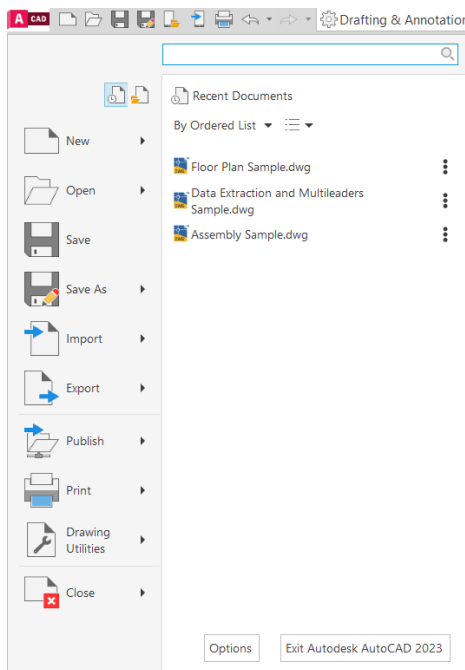 A CAD
Drafting & Annotation
Recent Documents
By Ordered List
New
Floor Plan Sample.dwg
Open
Data Extraction and Multileaders
Sample.dwg
Save
Assembly Sample.dwg
Save As
Import
Export
Publish
Print
Drawing
Utilities
Close
Options
Exit Autodesk AutoCAD 2023